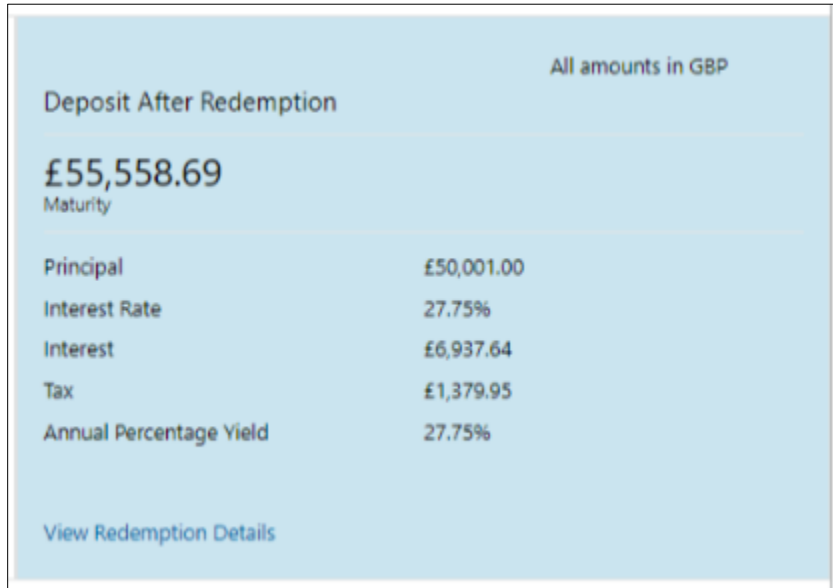 All amounts in GBP
Deposit After Redemption
£55,558.69
Maturity
Principal £50,001.00
Interest Rate 27.75%
Interest £6,937.64
Tax £1,379.95
Annual Percentage Yield 27.75%
View Redemption Details